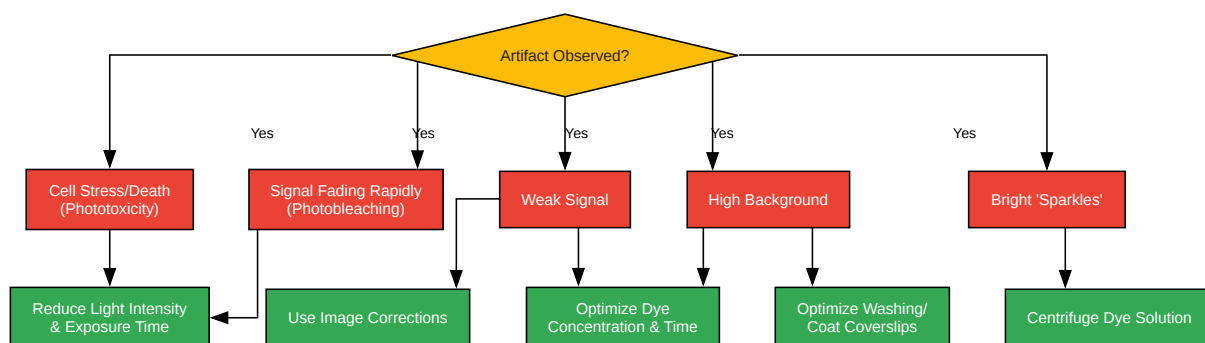 Artifact Observed?
Yes
Yes
Yes
Yes
Yes
Cell Stress/Death
(Phototoxicity)
Signal Fading Rapidly
(Photobleaching)
Weak Signal
High Background
Bright 'Sparkles'
Reduce Light Intensity
& Exposure Time
Use Image Corrections
Optimize Dye
Concentration & Time
Optimize Washing/
Coat Coverslips
Centrifuge Dye Solution